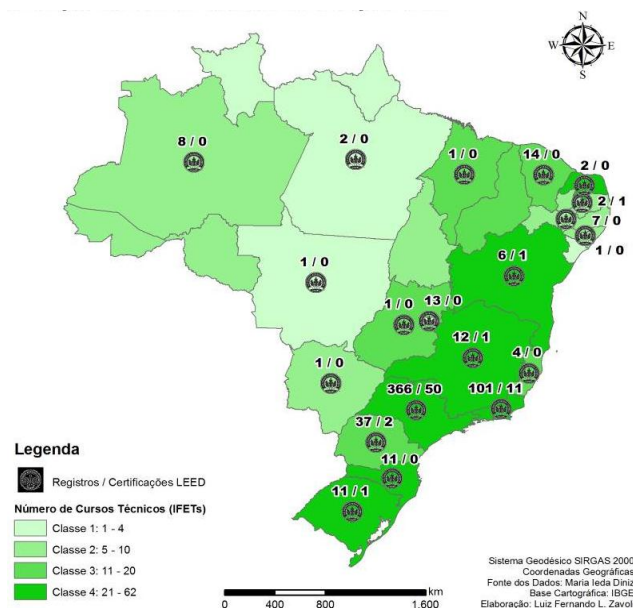 N
W E
S
8 / 0
2 / 0
1 / 0
14 / 0
2 / 0
2 / 1
7 / 0
1 / 0
6 / 1
1 / 0
1 / 0
13 / 0
12 / 1
4 / 0
1 / 0
366 / 50
101 / 11
37 / 2
11 / 0
11 / 1
Legenda
Registros / Certificações LEED
Número de Cursos Técnicos (IFETs)
Classe 1: 1 - 4
Classe 2: 5 - 10
Classe 3: 11 - 20
Classe 4: 21 - 62
km
0 400 800 1.600
Sistema Geodésico SIRGAS 2000
Coordenadas Geográficas
Fonte dos Dados: Maria Ieda Diniz
Base Cartográfica: IBGE
Elaboração: Luiz Fernando L. Zavol